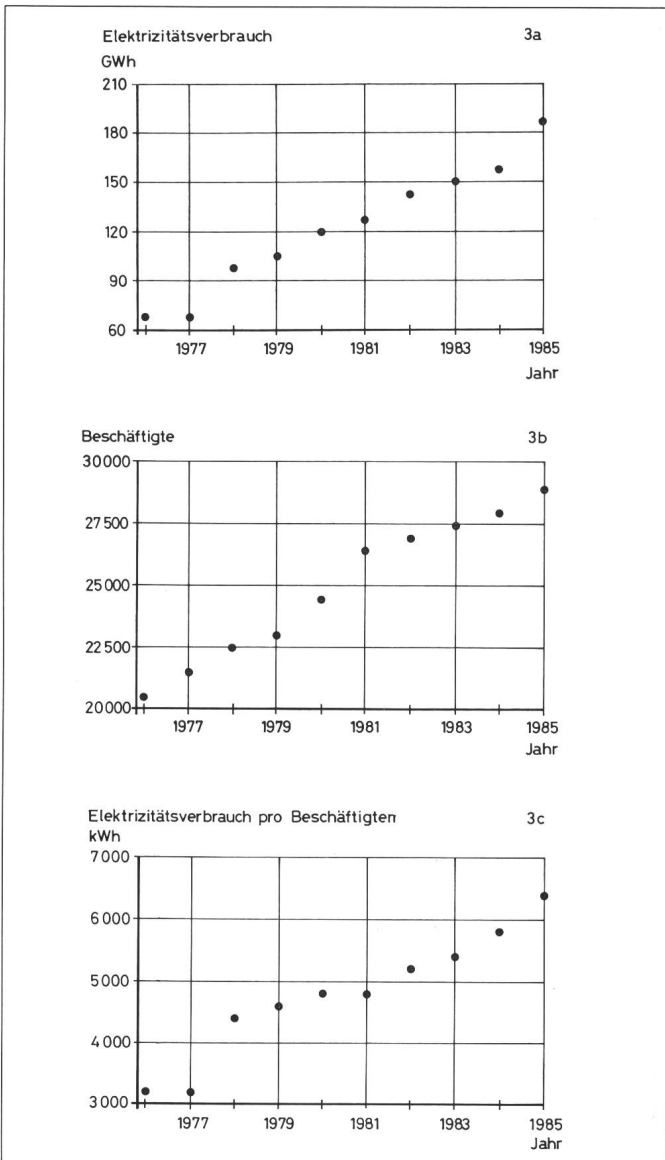 Elektrizitätsverbrauch 3a
GWh
210
180
150
120
90
60
1977 1979 1981 1983 1985
Jahr
Beschäftigte 3b
30000
27500
25000
22500
20000
1977 1979 1981 1983 1985
Jahr
Elektrizitätsverbrauch pro Beschäftigten 3c
kWh
7000
6000
5000
4000
3000
1977 1979 1981 1983 1985
Jahr